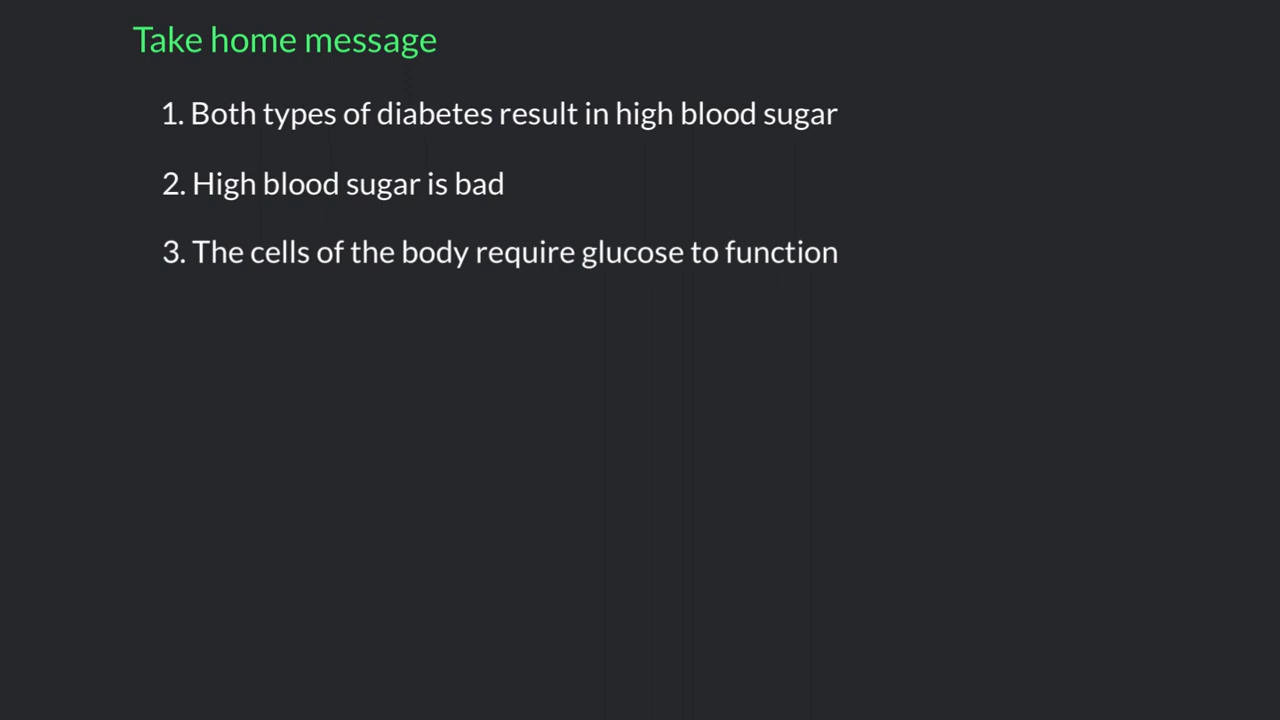 Take home message
1. Both types of diabetes result in high blood sugar
2. High blood sugar is bad
3. The cells of the body require glucose to function